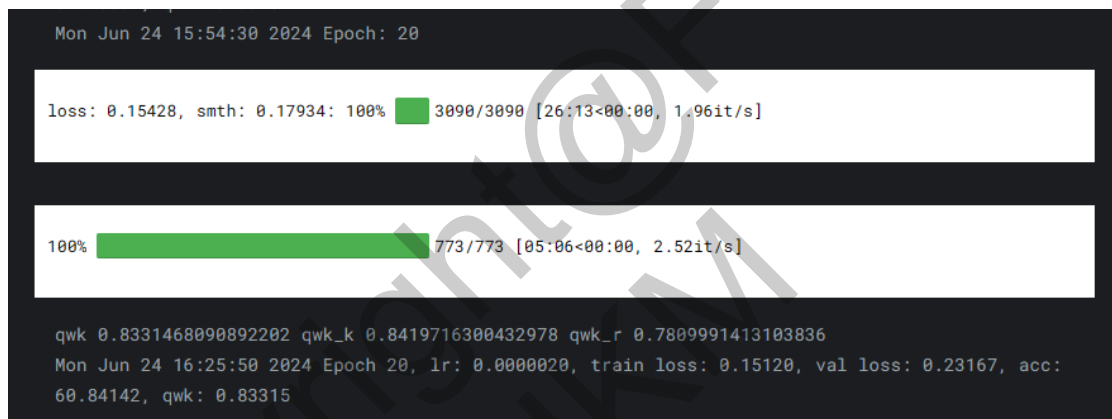 Mon Jun 24 15:54:30 2024 Epoch: 20
loss: 0.15428, smth: 0.17934: 100% 3090/3090 [26:13<00:00, 1.96it/s]
100% 773/773 [05:06<00:00, 2.52it/s]
qwk 0.8331468090892202 qwk_k 0.8419716300432978 qwk_r 0.7809991413103836
Mon Jun 24 16:25:50 2024 Epoch 20, lr: 0.0000020, train loss: 0.15120, val loss: 0.23167, acc:
60.84142, qwk: 0.83315